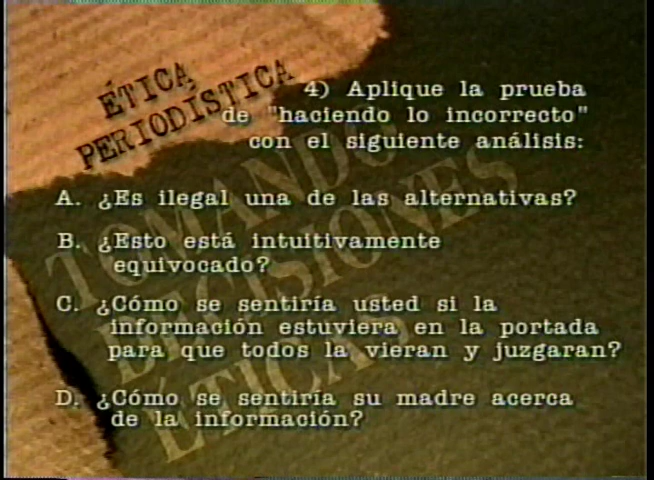 ÉTICA
PERIODÍSTICA
4) Aplique la prueba
de "haciendo lo incorrecto"
con el siguiente análisis:
A. ¿Es ilegal una de las alternativas?
B. ¿Esto está intuitivamente
equivocado?
C. ¿Cómo se sentiría usted si la
información estuviera en la portada
para que todos la vieran y juzgaran?
D. ¿Cómo se sentiría su madre acerca
de la información?
TOMANDO
DECISIONES
ÉTICAS